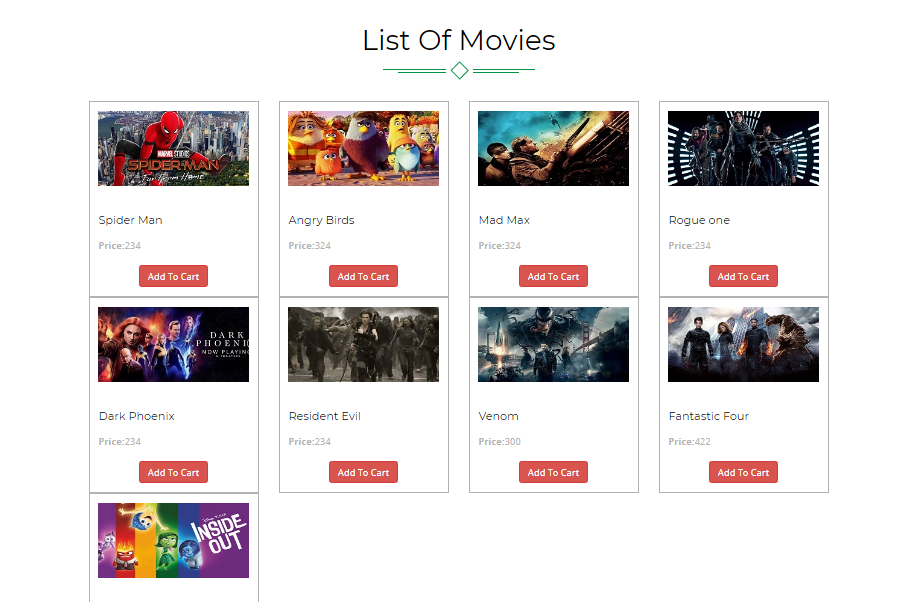 List Of Movies
MARVEL STUDIOS
SPIDER-MAN
Far From Home
Spider Man
Price:234
Add To Cart
Angry Birds
Price:324
Add To Cart
Mad Max
Price:324
Add To Cart
Rogue one
Price:234
Add To Cart
DARK
PHOENIX
NOW PLAYING
Dark Phoenix
Price:234
Add To Cart
Resident Evil
Price:234
Add To Cart
Venom
Price:300
Add To Cart
Fantastic Four
Price:422
Add To Cart
INSIDE
OUT